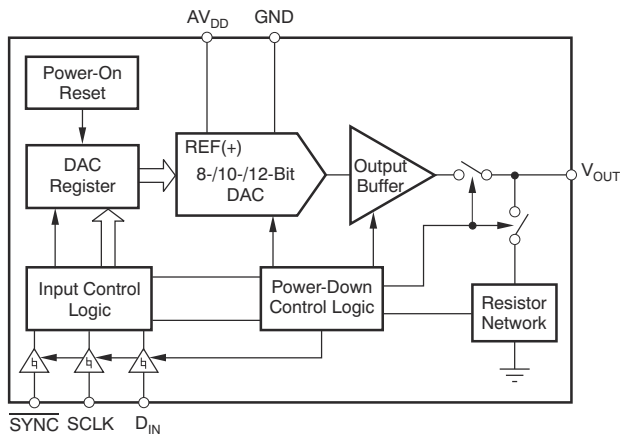 AVDD GND
Power-On
Reset
DAC
Register
REF(+)
8-/10-/12-Bit
DAC
Output
Buffer
VOUT
Input Control
Logic
Power-Down
Control Logic
Resistor
Network
SYNC SCLK DIN